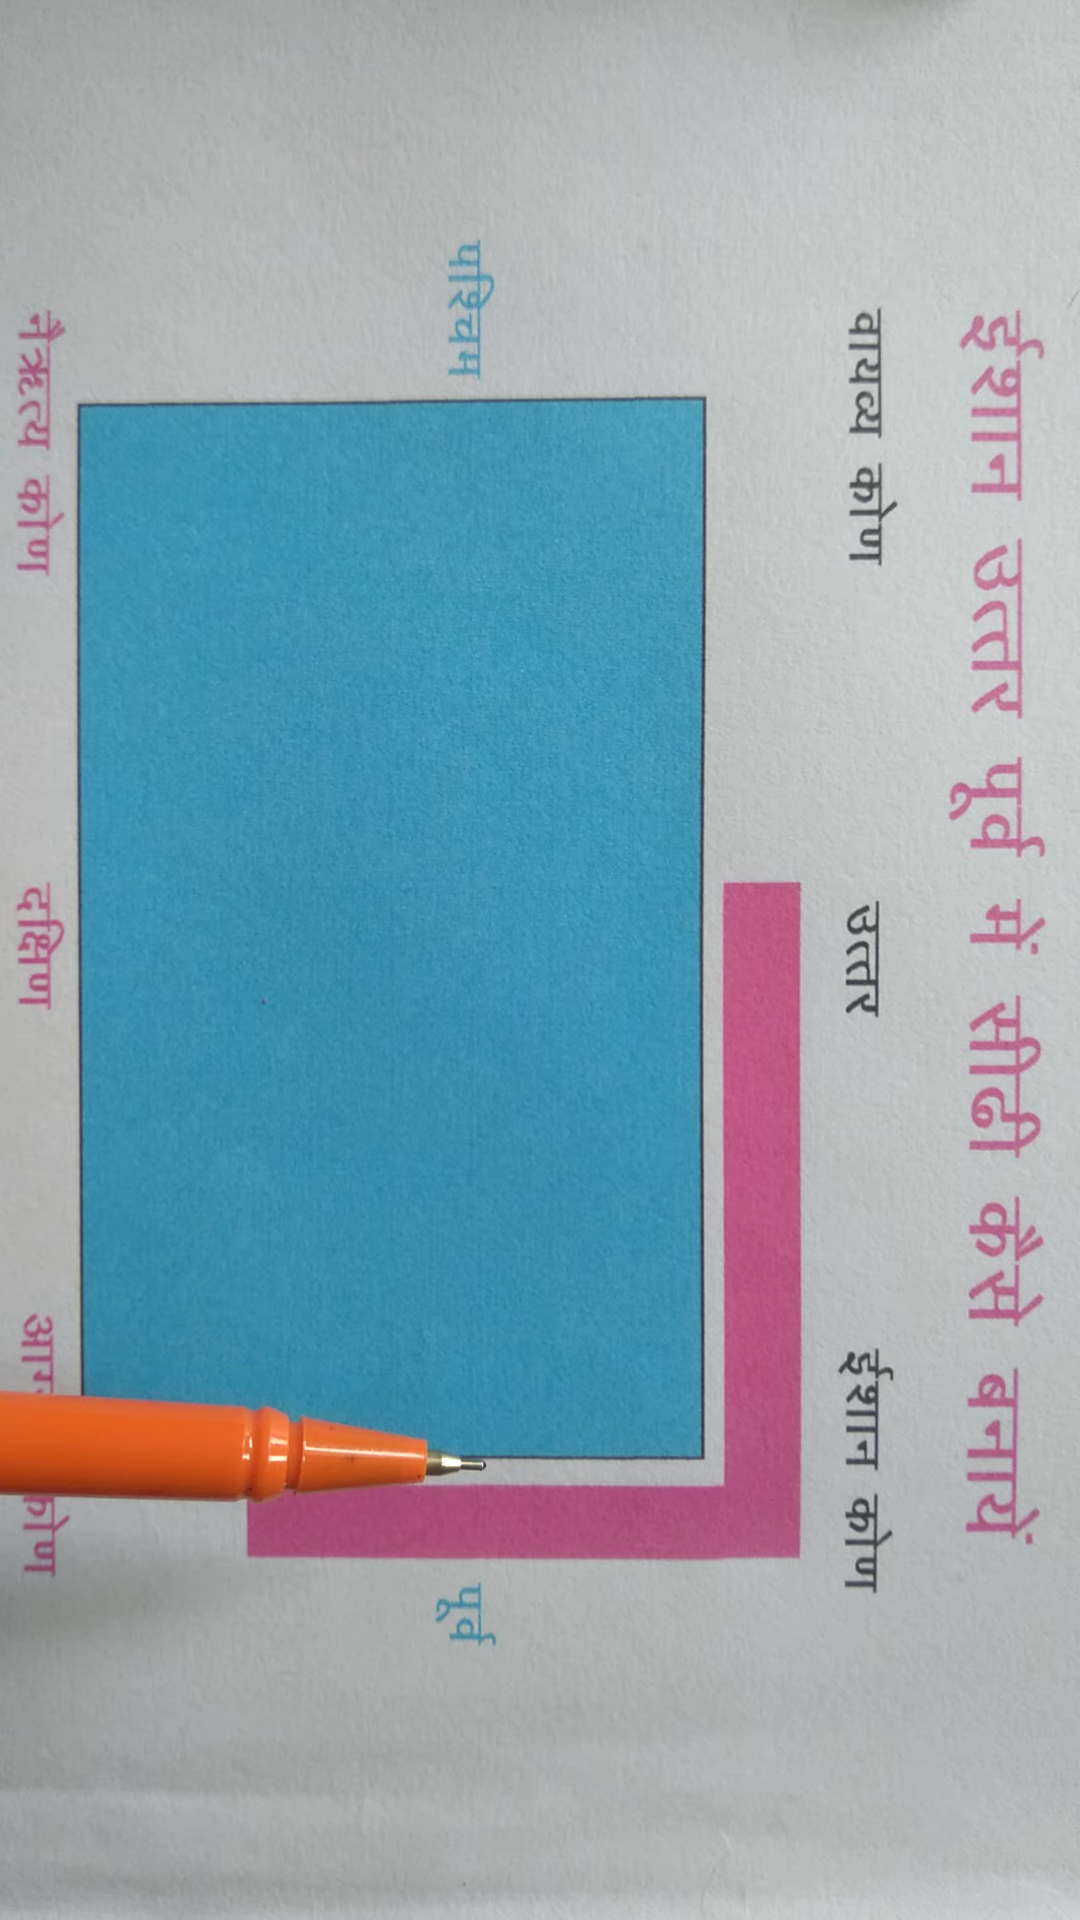 ईशान उत्तर पूर्व में सीढी कैसे बनायें
वायव्य कोण उत्तर ईशान कोण
पश्चिम पूर्व
नैऋत्य कोण दक्षिण कोण